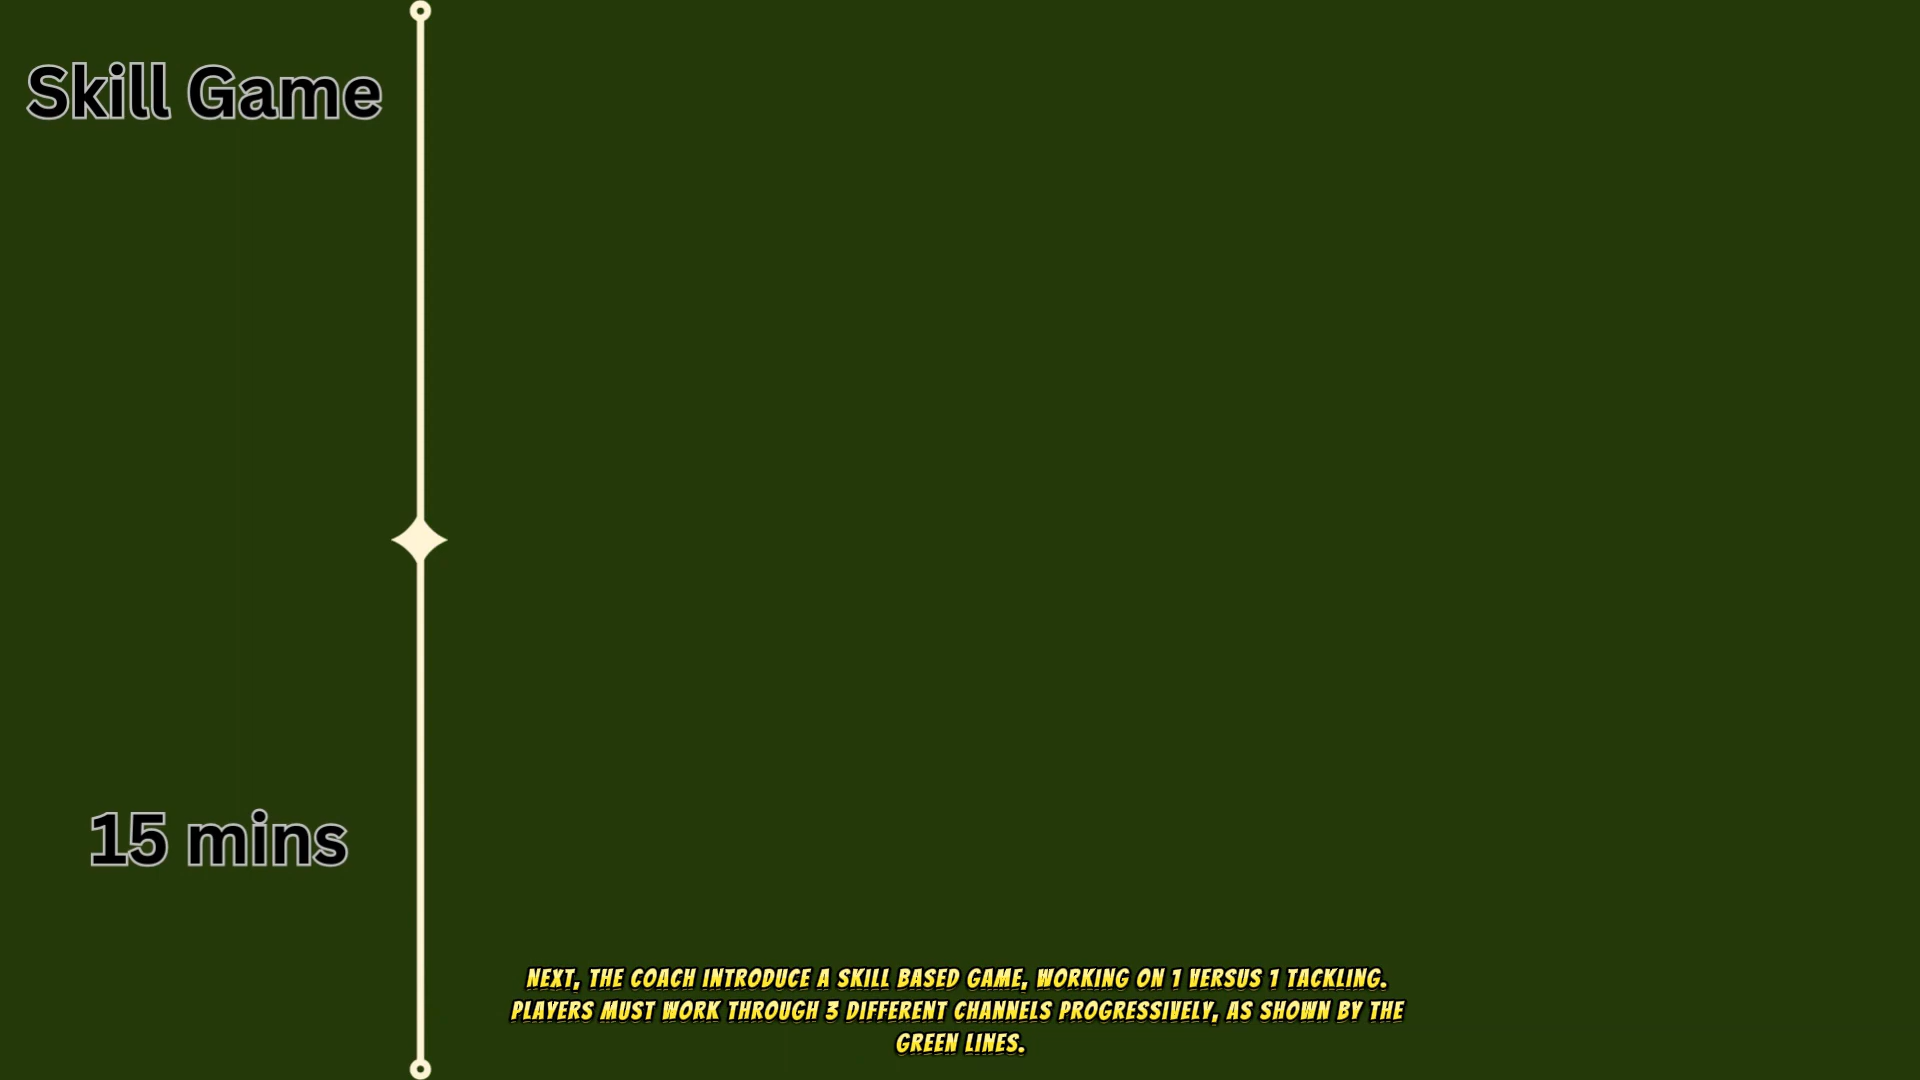 Skill Game
15 mins
NEXT, THE COACH INTRODUCE A SKILL BASED GAME, WORKING ON 1 VERSUS 1 TACKLING.
PLAYERS MUST WORK THROUGH 3 DIFFERENT CHANNELS PROGRESSIVELY, AS SHOWN BY THE
GREEN LINES.